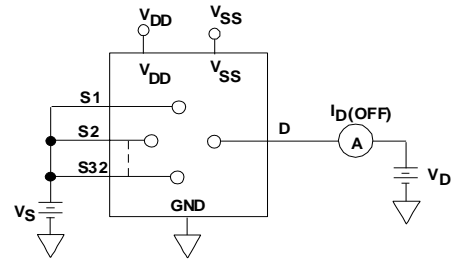 VDD VSS
VDD VSS
S1
S2
S32
D
ID(OFF)
A
VS
VD
GND